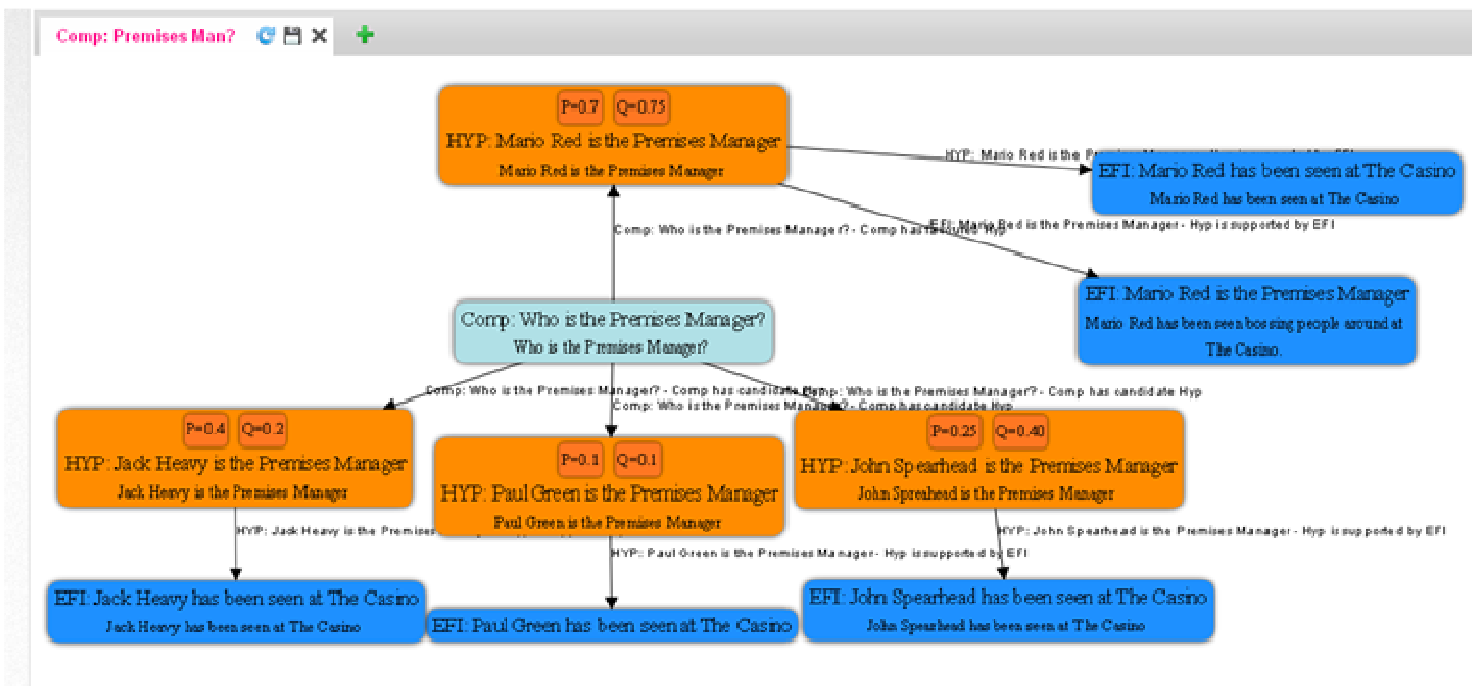 Comp: Premises Man?
P=0.7 Q=0.75
HYP: Mario Red is the Premises Manager
Mario Red is the Premises Manager
HYP: Mario Red is the
EFI: Mario Red has been seen at The Casino
Mario Red has been seen at The Casino
Comp: Who is the Premises Manager? - Comp has Hyp
EFI: Mario Red is the Premises Manager - Hyp is supported by EFI
EFI: Mario Red is the Premises Manager
Mario Red has been seen bossing people around at
The Casino.
Comp: Who is the Premises Manager?
Who is the Premises Manager?
Comp: Who is the Premises Manager? - Comp has candidate Hyp
Comp: Who is the Premises Manager? - Comp has candidate Hyp
Comp: Who is the Premises Manager? - Comp has candidate Hyp
P=0.4 Q=0.2
HYP: Jack Heavy is the Premises Manager
Jack Heavy is the Premises Manager
P=0.1 Q=0.1
HYP: Paul Green is the Premises Manager
Paul Green is the Premises Manager
P=0.25 Q=0.40
HYP: John Spearhead is the Premises Manager
John Sprearhead is the Premises Manager
HYP: Jack Heavy is the Premises
HYP: Paul Green is the Premises Manager - Hyp is supported by EFI
HYP: John Spearhead is the Premises Manager - Hyp is supported by EFI
EFI: Jack Heavy has been seen at The Casino
Jack Heavy has been seen at The Casino
EFI: Paul Green has been seen at The Casino
EFI: John Spearhead has been seen at The Casino
John Spearhead has been seen at The Casino